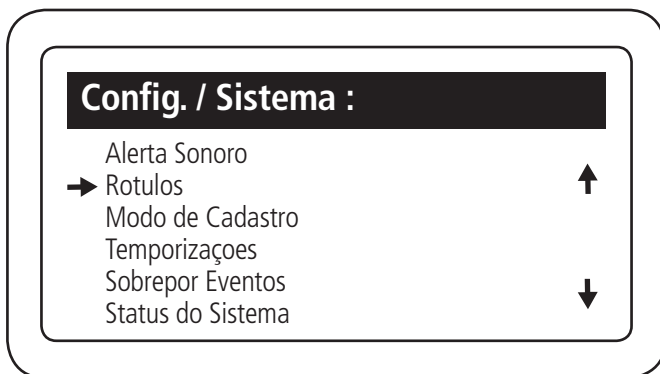 Config. / Sistema :
Alerta Sonoro
Rotulos
Modo de Cadastro
Temporizaçoes
Sobrepor Eventos
Status do Sistema